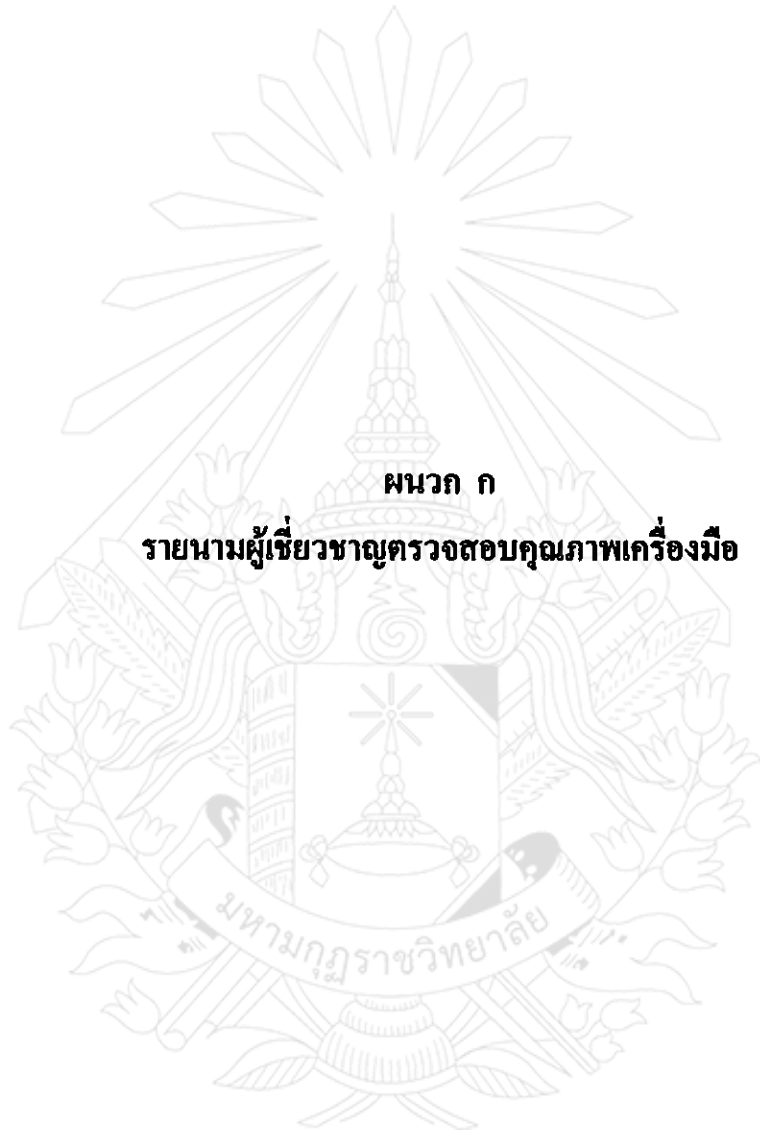 ผนวก ก
รายนามผู้เชี่ยวชาญตรวจสอบคุณภาพเครื่องมือ
มหามกุฏราชวิทยาลัย